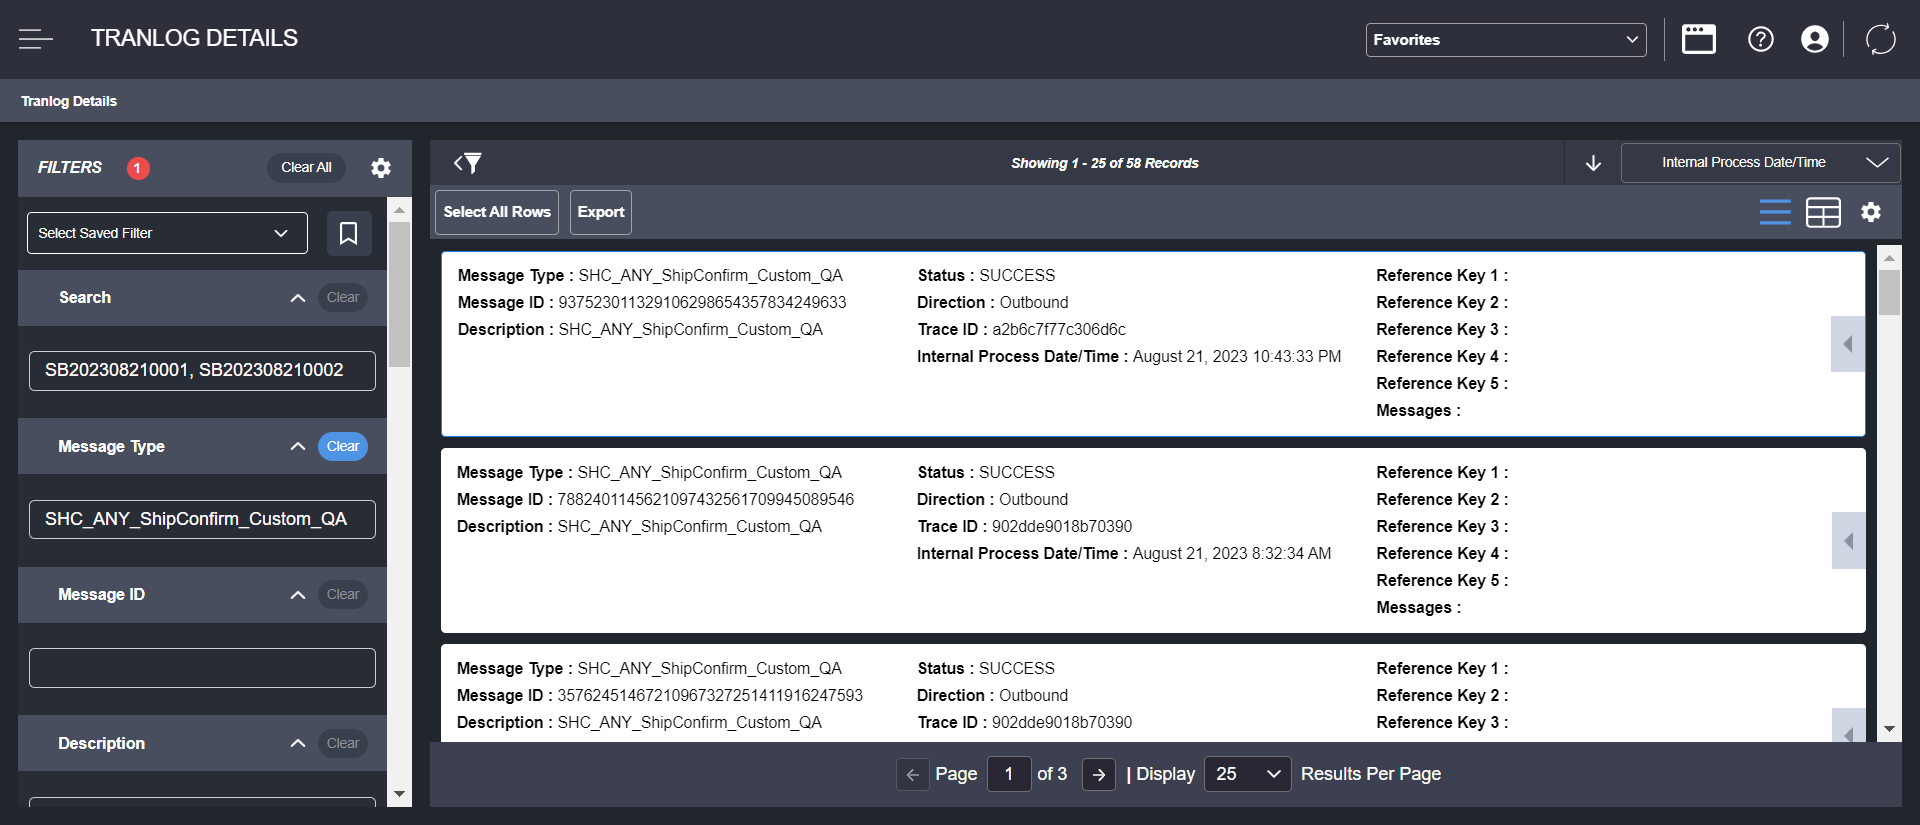 TRANLOG DETAILS
Favorites
Tranlog Details
FILTERS 1 Clear All
Select Saved Filter
Search Clear
SB202308210001, SB202308210002
Message Type Clear
SHC_ANY_ShipConfirm_Custom_QA
Message ID Clear
Description Clear
Showing 1 - 25 of 58 Records
Internal Process Date/Time
Select All Rows Export
Message Type : SHC_ANY_ShipConfirm_Custom_QA
Message ID : 937523011329106298654357834249633
Description : SHC_ANY_ShipConfirm_Custom_QA
Status : SUCCESS
Direction : Outbound
Trace ID : a2b6c7f77c306d6c
Internal Process Date/Time : August 21, 2023 10:43:33 PM
Reference Key 1 :
Reference Key 2 :
Reference Key 3 :
Reference Key 4 :
Reference Key 5 :
Messages :
Message Type : SHC_ANY_ShipConfirm_Custom_QA
Message ID : 788240114562109743256170994508954​6
Description : SHC_ANY_ShipConfirm_Custom_QA
Status : SUCCESS
Direction : Outbound
Trace ID : 902dde9018b70390
Internal Process Date/Time : August 21, 2023 8:32:34 AM
Reference Key 1 :
Reference Key 2 :
Reference Key 3 :
Reference Key 4 :
Reference Key 5 :
Messages :
Message Type : SHC_ANY_ShipConfirm_Custom_QA
Message ID : 3576245146721096732725141191624​7593
Description : SHC_ANY_ShipConfirm_Custom_QA
Status : SUCCESS
Direction : Outbound
Trace ID : 902dde9018b70390
Reference Key 1 :
Reference Key 2 :
Reference Key 3 :
Page 1 of 3 | Display 25 Results Per Page